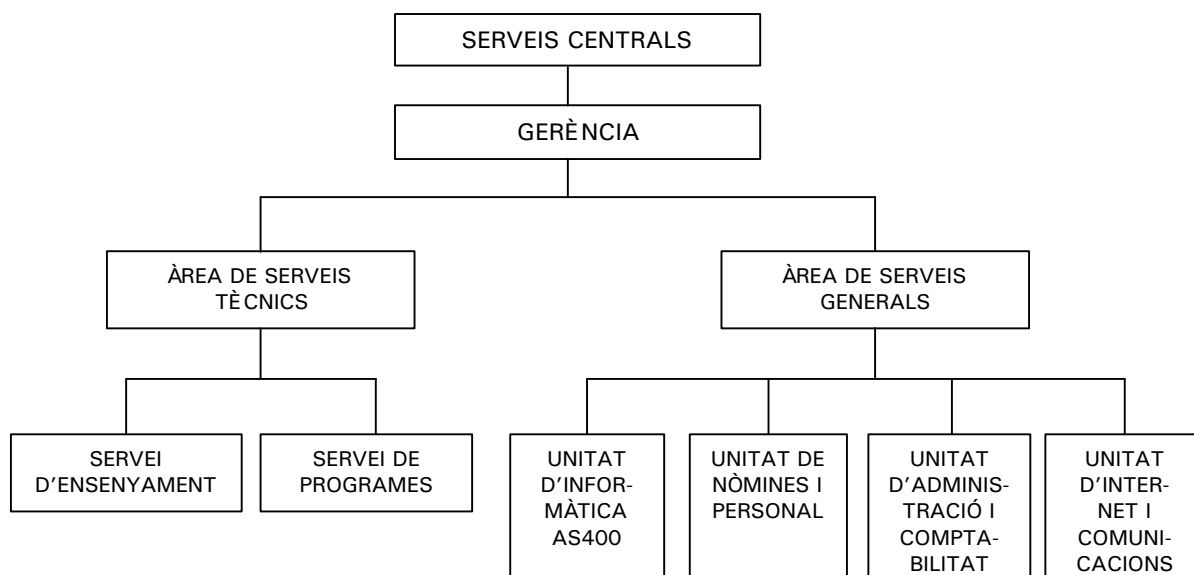 SERVEIS CENTRALS
GERÈNCIA
ÀREA DE SERVEIS
TÈCNICS
ÀREA DE SERVEIS
GENERALS
SERVEI
D'ENSENYAMENT
SERVEI DE
PROGRAMES
UNITAT
D'INFOR-
MÀTICA
AS400
UNITAT DE
NÒMINES I
PERSONAL
UNITAT
D'ADMINIS-
TRACIÓ I
COMPTA-
BILITAT
UNITAT
D'INTER-
NET I
COMUNI-
CACIONS